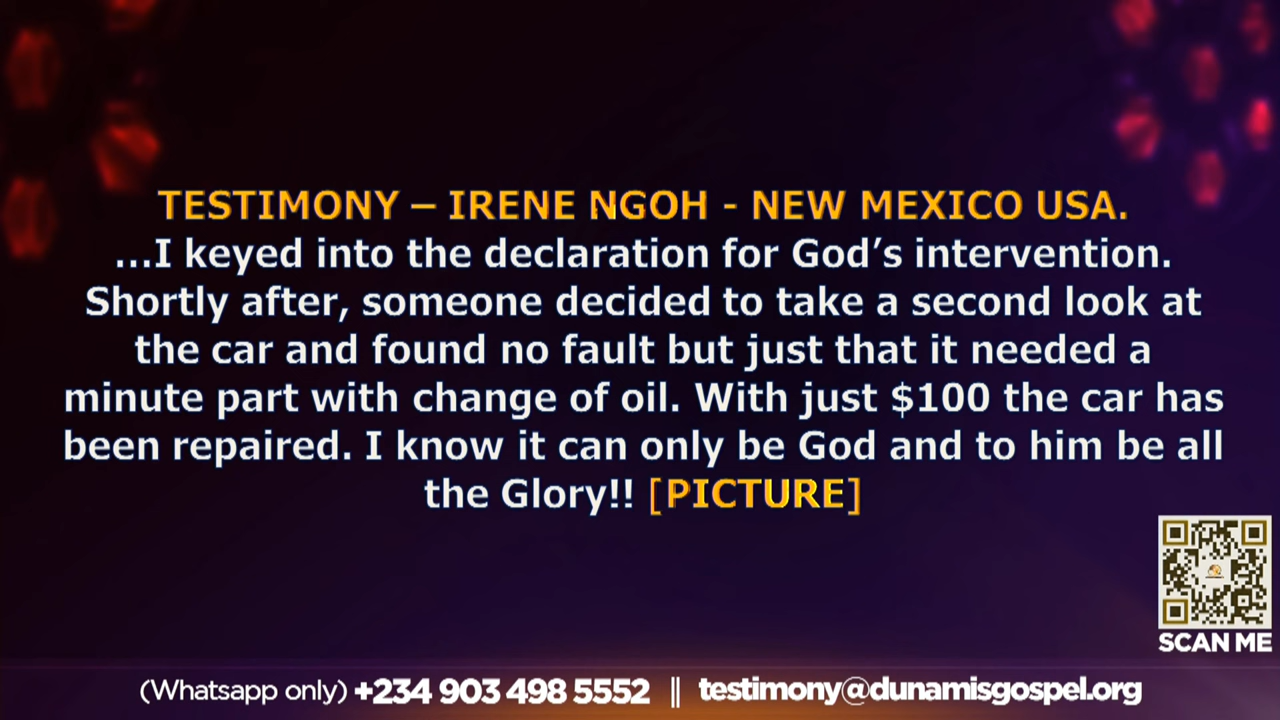 TESTIMONY – IRENE NGOH - NEW MEXICO USA.
...I keyed into the declaration for God’s intervention.
Shortly after, someone decided to take a second look at
the car and found no fault but just that it needed a
minute part with change of oil. With just $100 the car has
been repaired. I know it can only be God and to him be all
the Glory!! [PICTURE]
SCAN ME
(Whatsapp only) +234 903 498 5552 || testimony@dunamisgospel.org